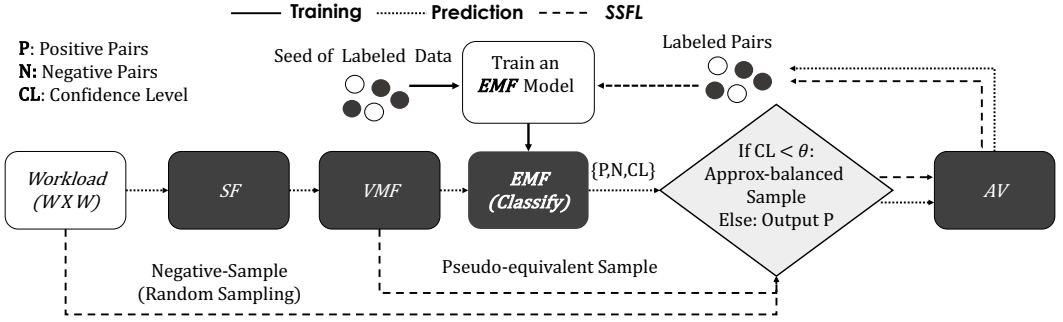 Training Prediction SSFL
P: Positive Pairs
N: Negative Pairs
CL: Confidence Level
Seed of Labeled Data
Train an
EMF Model
Labeled Pairs
Workload
(W X W)
SF
VMF
EMF
(Classify)
{P,N,CL}
If CL < θ:
Approx-balanced
Sample
Else: Output P
AV
Negative-Sample
(Random Sampling)
Pseudo-equivalent Sample